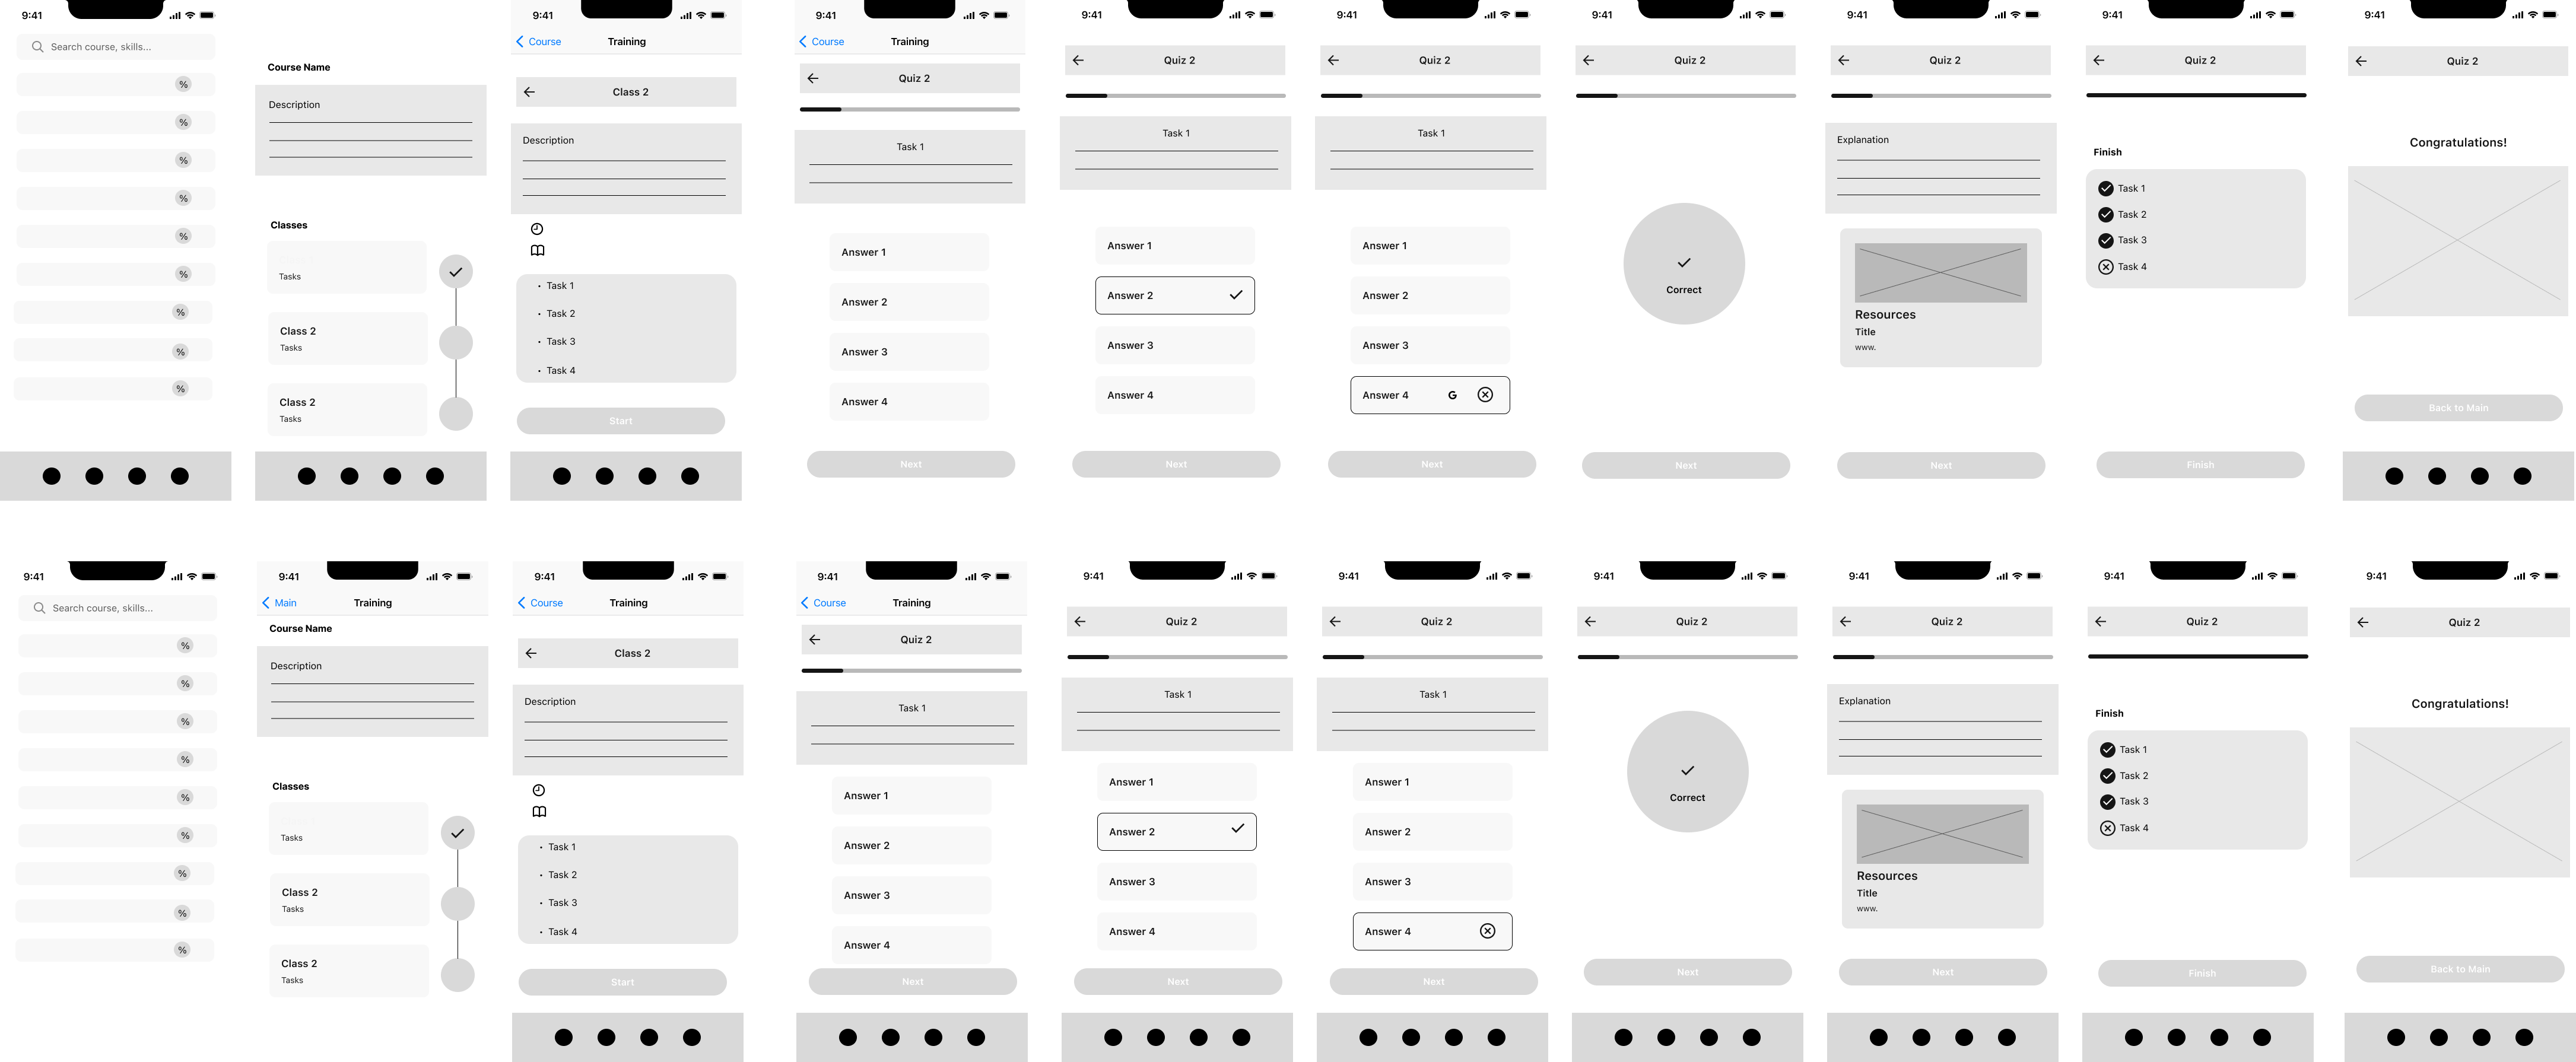 9:41
Search course, skills...
%
%
%
%
%
%
%
%
%
Course Name
Description
Classes
Tasks
Class 2
Tasks
Class 2
Tasks
9:41
Course
Training
Class 2
Description
• Task 1
• Task 2
• Task 3
• Task 4
Start
9:41
Course
Training
Quiz 2
Task 1
Answer 1
Answer 2
Answer 3
Answer 4
Next
9:41
Quiz 2
Task 1
Answer 1
Answer 2
Answer 3
Answer 4
Next
9:41
Quiz 2
Task 1
Answer 1
Answer 2
Answer 3
Answer 4 G
Next
9:41
Quiz 2
Correct
Next
9:41
Quiz 2
Explanation
Resources
Title
www.
Next
9:41
Quiz 2
Finish
Task 1
Task 2
Task 3
Task 4
Finish
9:41
Quiz 2
Congratulations!
Back to Main
9:41
Search course, skills...
%
%
%
%
%
%
%
%
%
9:41
Main
Training
Course Name
Description
Classes
Tasks
Class 2
Tasks
Class 2
Tasks
9:41
Course
Training
Class 2
Description
• Task 1
• Task 2
• Task 3
• Task 4
Start
9:41
Course
Training
Quiz 2
Task 1
Answer 1
Answer 2
Answer 3
Answer 4
Next
9:41
Quiz 2
Task 1
Answer 1
Answer 2
Answer 3
Answer 4
Next
9:41
Quiz 2
Task 1
Answer 1
Answer 2
Answer 3
Answer 4
Next
9:41
Quiz 2
Correct
Next
9:41
Quiz 2
Explanation
Resources
Title
www.
Next
9:41
Quiz 2
Finish
Task 1
Task 2
Task 3
Task 4
Finish
9:41
Quiz 2
Congratulations!
Back to Main